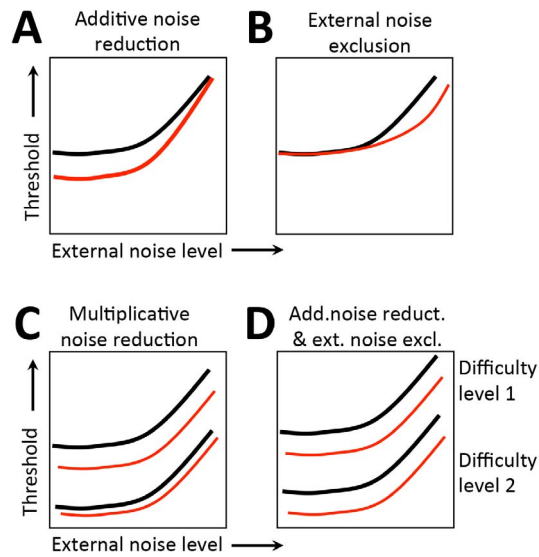 A
Additive noise
reduction
B
External noise
exclusion
Threshold
External noise level
C
Multiplicative
noise reduction
D
Add.noise reduct.
& ext. noise excl.
Threshold
Difficulty
level 1
Difficulty
level 2
External noise level